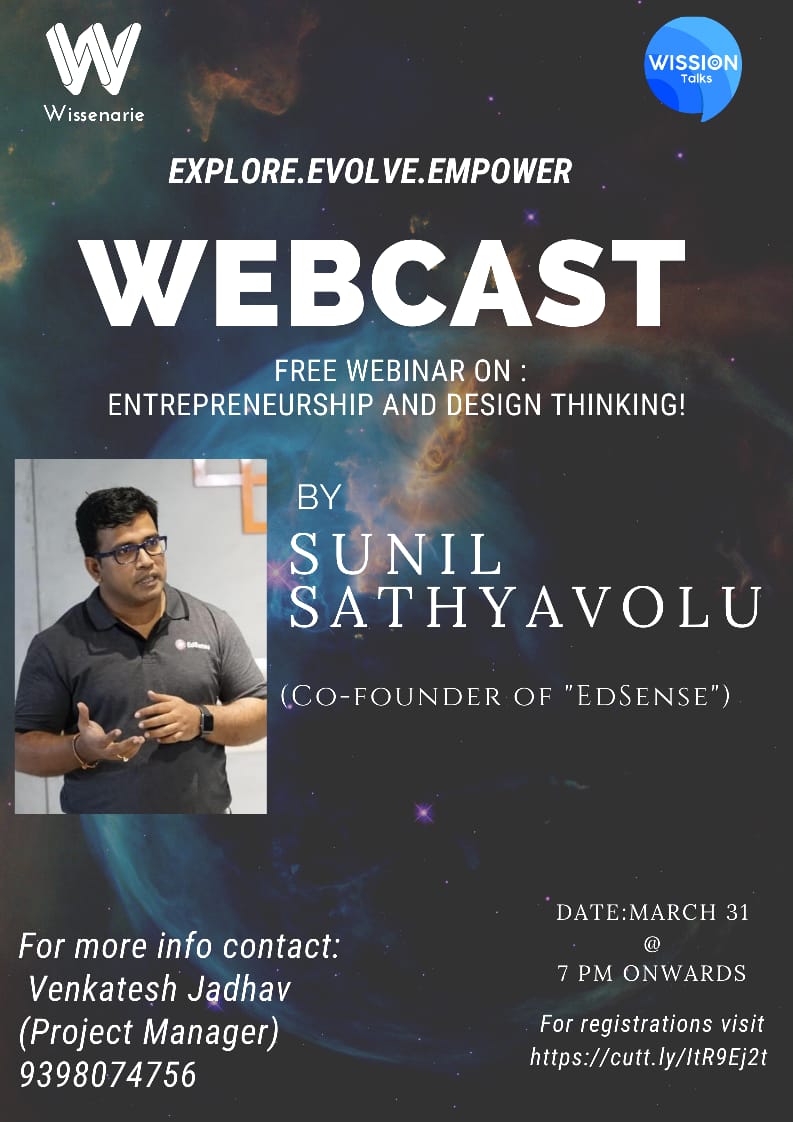 Wissenarie
WISSION
Talks
EXPLORE.EVOLVE.EMPOWER
WEBCAST
FREE WEBINAR ON :
ENTREPRENEURSHIP AND DESIGN THINKING!
BY
SUNIL
SATHYAVOLU
(Co-founder of "EdSense")
EdSense
DATE:MARCH 31
@
7 PM ONWARDS
For more info contact:
Venkatesh Jadhav
(Project Manager)
9398074756
For registrations visit
https://cutt.ly/ItR9Ej2t